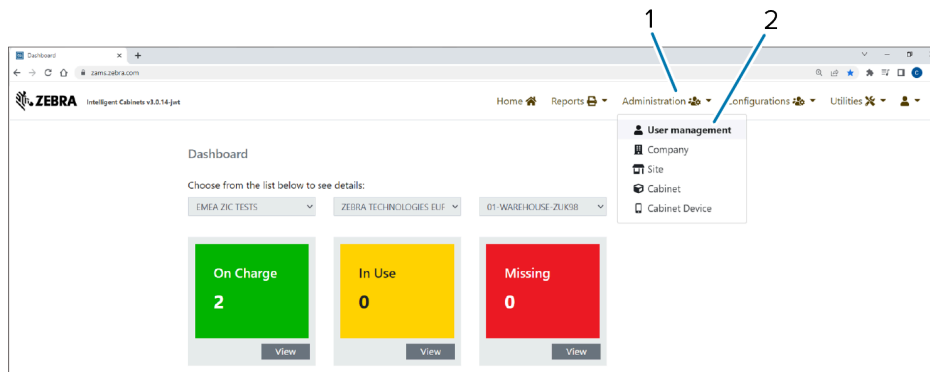 1 2
Dashboard
zams.zebra.com
ZEBRA Intelligent Cabinets v3.0.14-jwt Home Reports Administration Configurations Utilities
User management
Company
Site
Cabinet
Cabinet Device
Dashboard
Choose from the list below to see details:
EMEA ZIC TESTS ZEBRA TECHNOLOGIES EUF 01-WAREHOUSE-ZUK98
On Charge In Use Missing
2 0 0
View View View